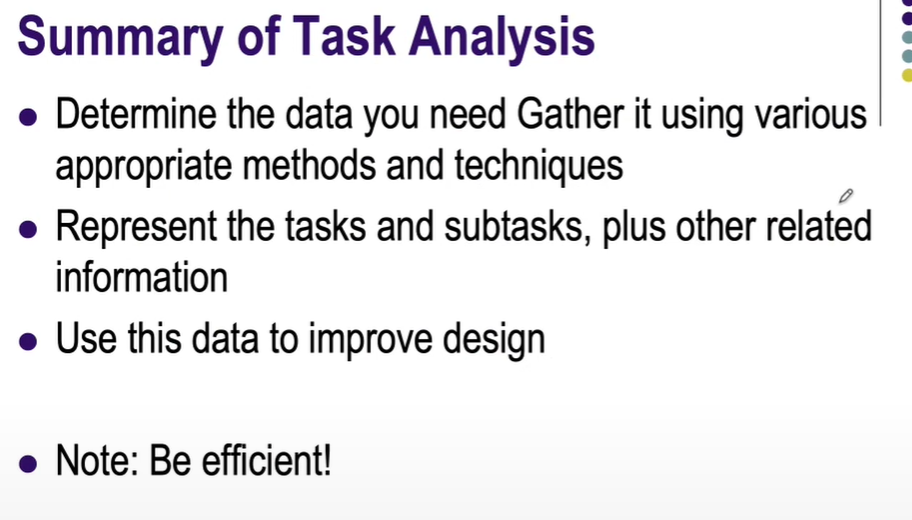 Summary of Task Analysis
● Determine the data you need Gather it using various
appropriate methods and techniques
● Represent the tasks and subtasks, plus other related
information
● Use this data to improve design
● Note: Be efficient!